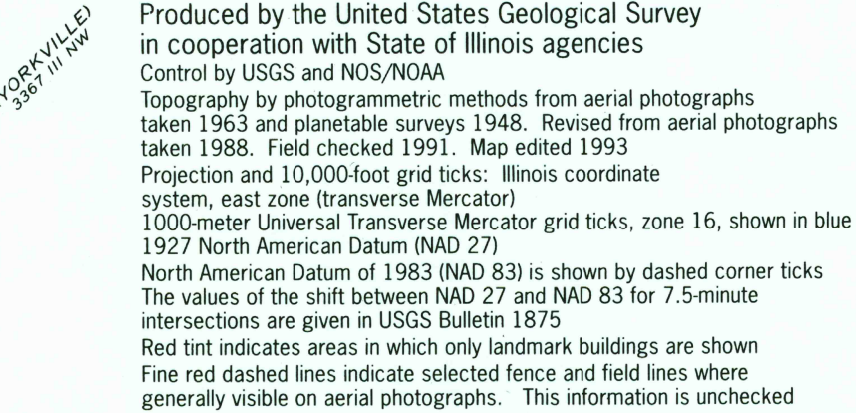 YORKVILLE)
3367 III NW
Produced by the United States Geological Survey
in cooperation with State of Illinois agencies
Control by USGS and NOS/NOAA
Topography by photogrammetric methods from aerial photographs
taken 1963 and planetable surveys 1948. Revised from aerial photographs
taken 1988. Field checked 1991. Map edited 1993
Projection and 10,000-foot grid ticks: Illinois coordinate
system, east zone (transverse Mercator)
1000-meter Universal Transverse Mercator grid ticks, zone 16, shown in blue
1927 North American Datum (NAD 27)
North American Datum of 1983 (NAD 83) is shown by dashed corner ticks
The values of the shift between NAD 27 and NAD 83 for 7.5-minute
intersections are given in USGS Bulletin 1875
Red tint indicates areas in which only landmark buildings are shown
Fine red dashed lines indicate selected fence and field lines where
generally visible on aerial photographs. This information is unchecked